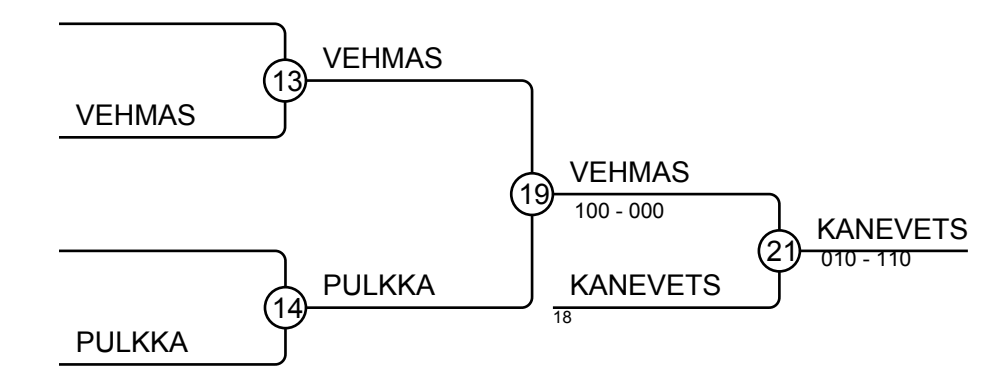 VEHMAS
13
VEHMAS
VEHMAS
19
100 - 000
KANEVETS
21
010 - 110
PULKKA
KANEVETS
14
18
PULKKA